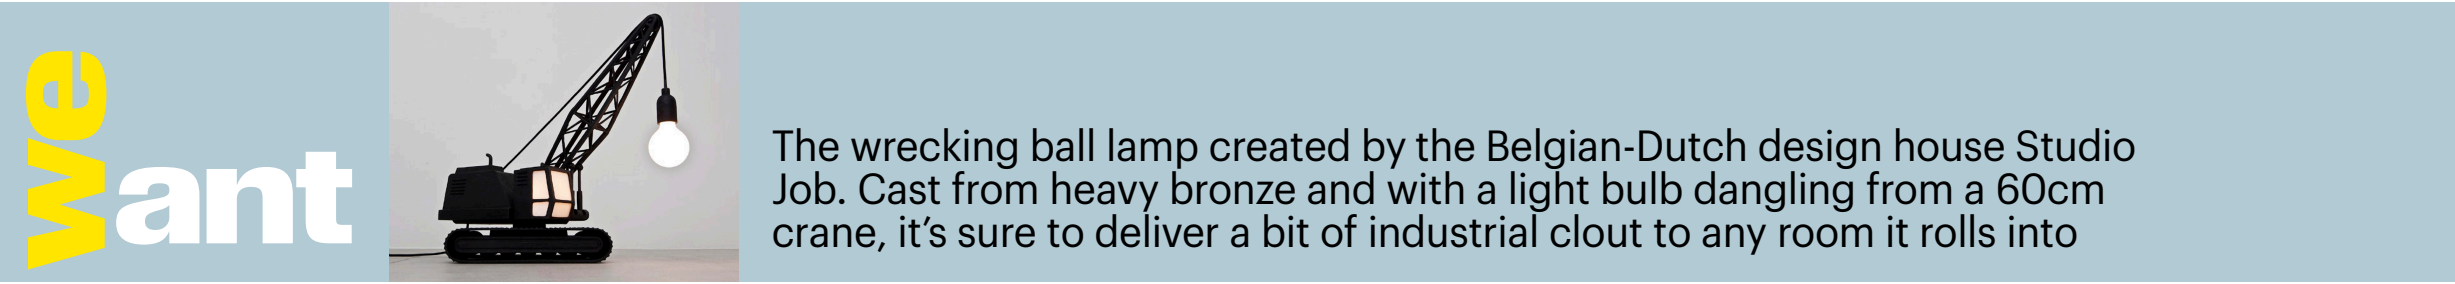 we
want
The wrecking ball lamp created by the Belgian-Dutch design house Studio
Job. Cast from heavy bronze and with a light bulb dangling from a 60cm
crane, it’s sure to deliver a bit of industrial clout to any room it rolls into